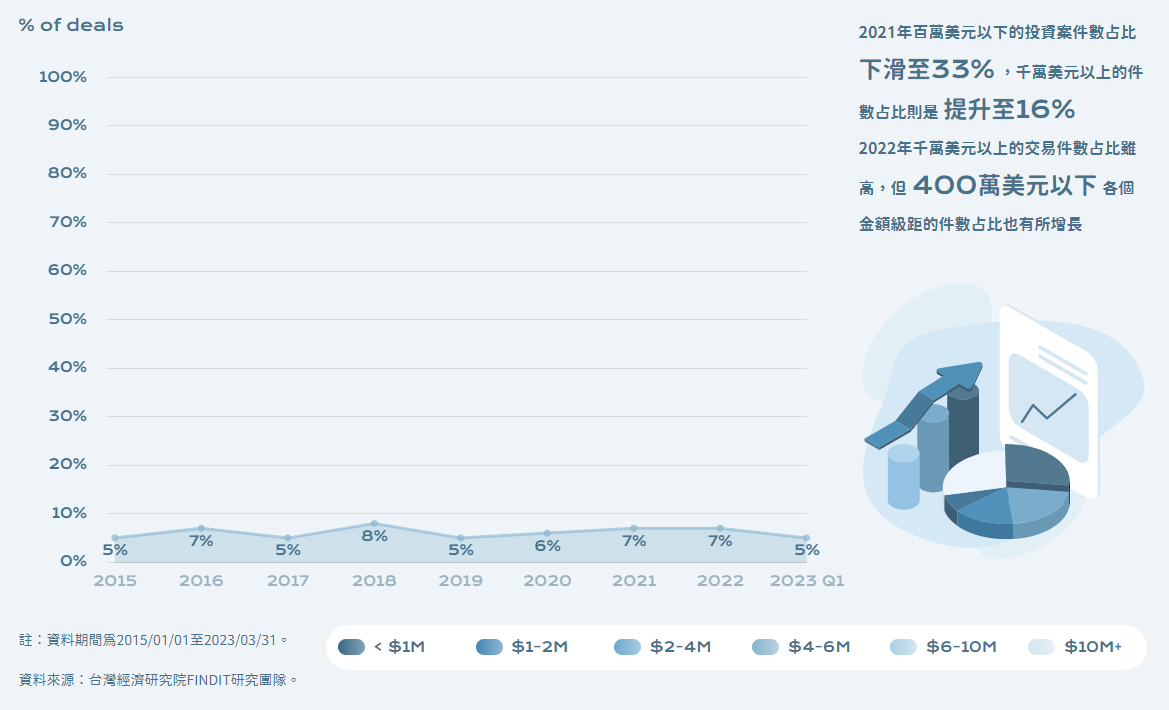 % of deals
100%
90%
80%
70%
60%
50%
40%
30%
20%
10%
0%
5%
7%
5%
8%
5%
6%
7%
7%
5%
2015
2016
2017
2018
2019
2020
2021
2022
2023 Q1
2021年百萬美元以下的投資案件數占比
下滑至33%，千萬美元以上的件
數占比則是 提升至16%
2022年千萬美元以上的交易件數占比雖
高，但 400萬美元以下 各個
金額級距的件數占比也有所增長
註：資料期間為2015/01/01至2023/03/31。
資料來源：台灣經濟研究院FINDIT研究團隊。
< $1M
$1-2M
$2-4M
$4-6M
$6-10M
$10M+